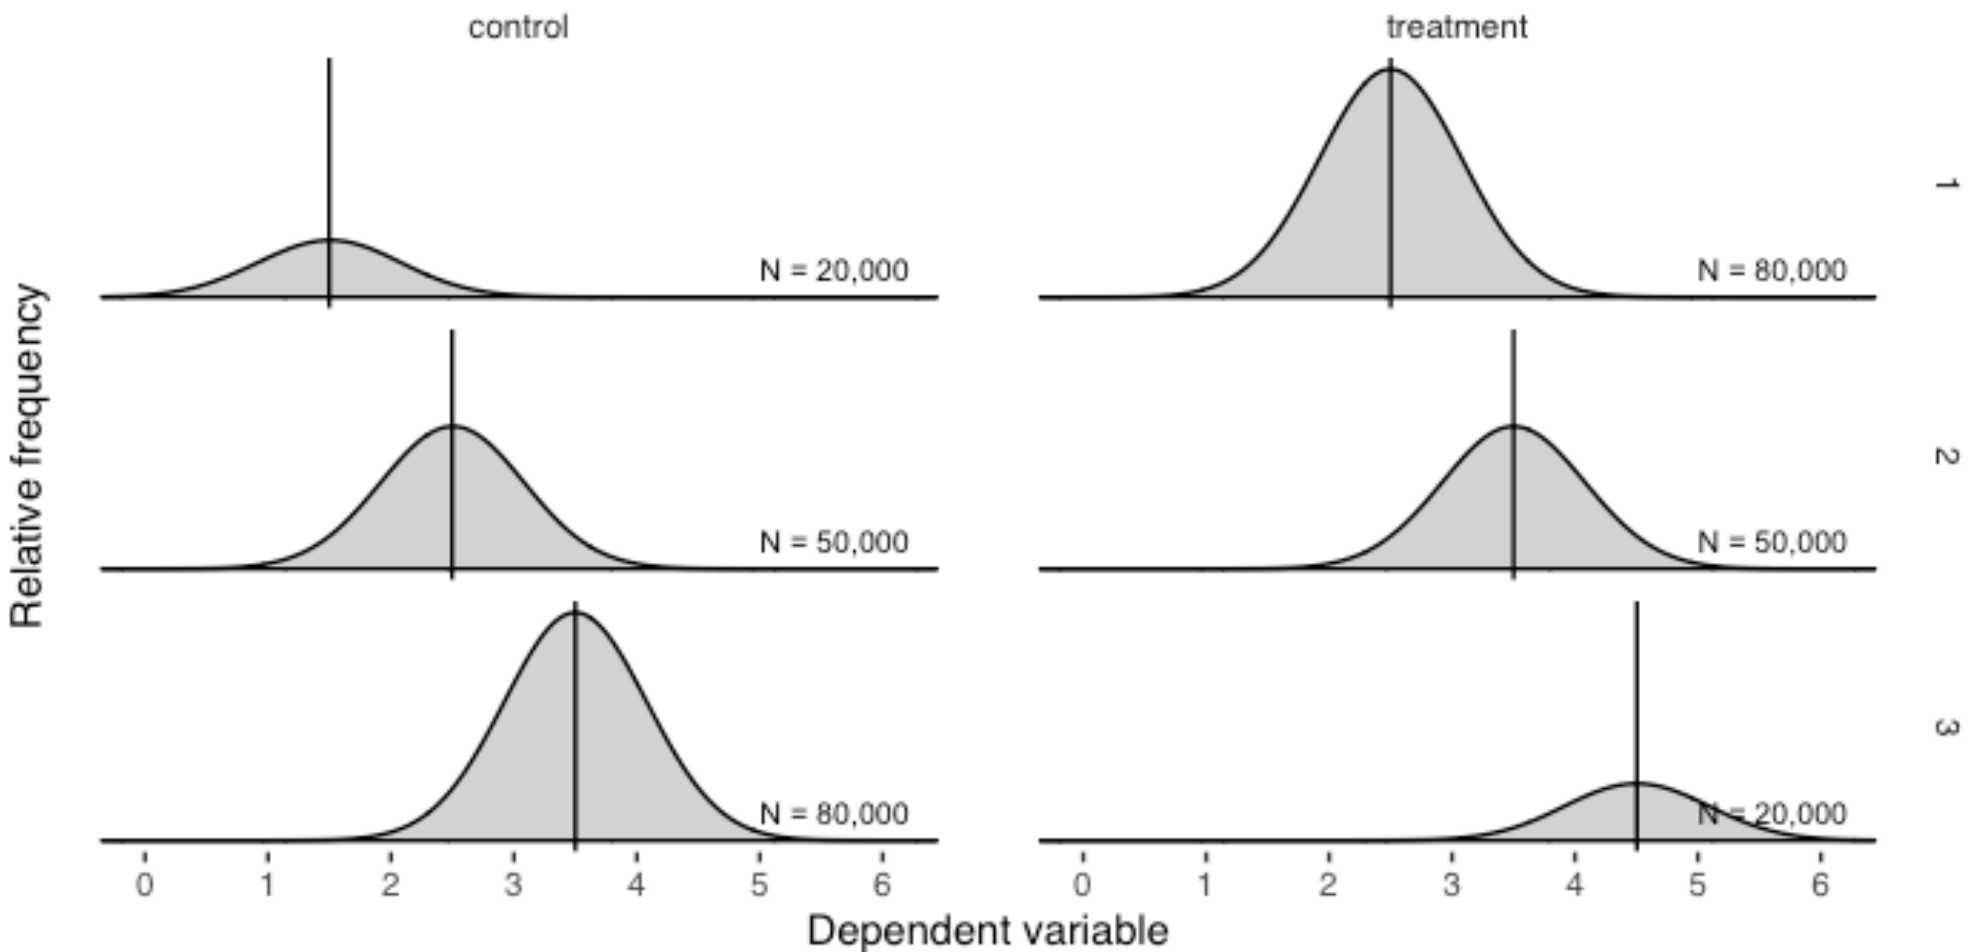 control
treatment
N = 20,000
N = 80,000
1
N = 50,000
N = 50,000
2
N = 80,000
N = 20,000
3
Relative frequency
0 1 2 3 4 5 6
0 1 2 3 4 5 6
Dependent variable